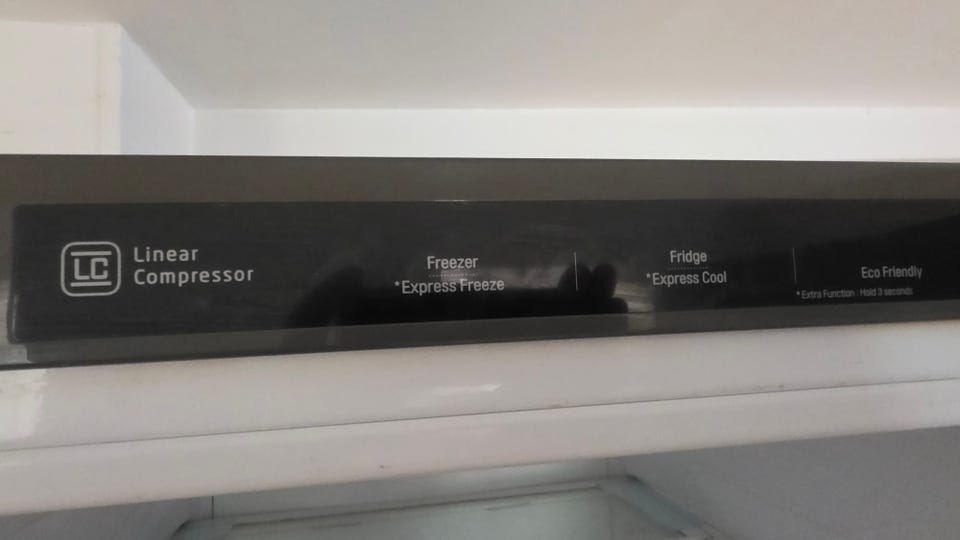 LC
Linear
Compressor
Freezer
*Express Freeze
Fridge
*Express Cool
Eco Friendly
*Extra Function : Hold 3 seconds